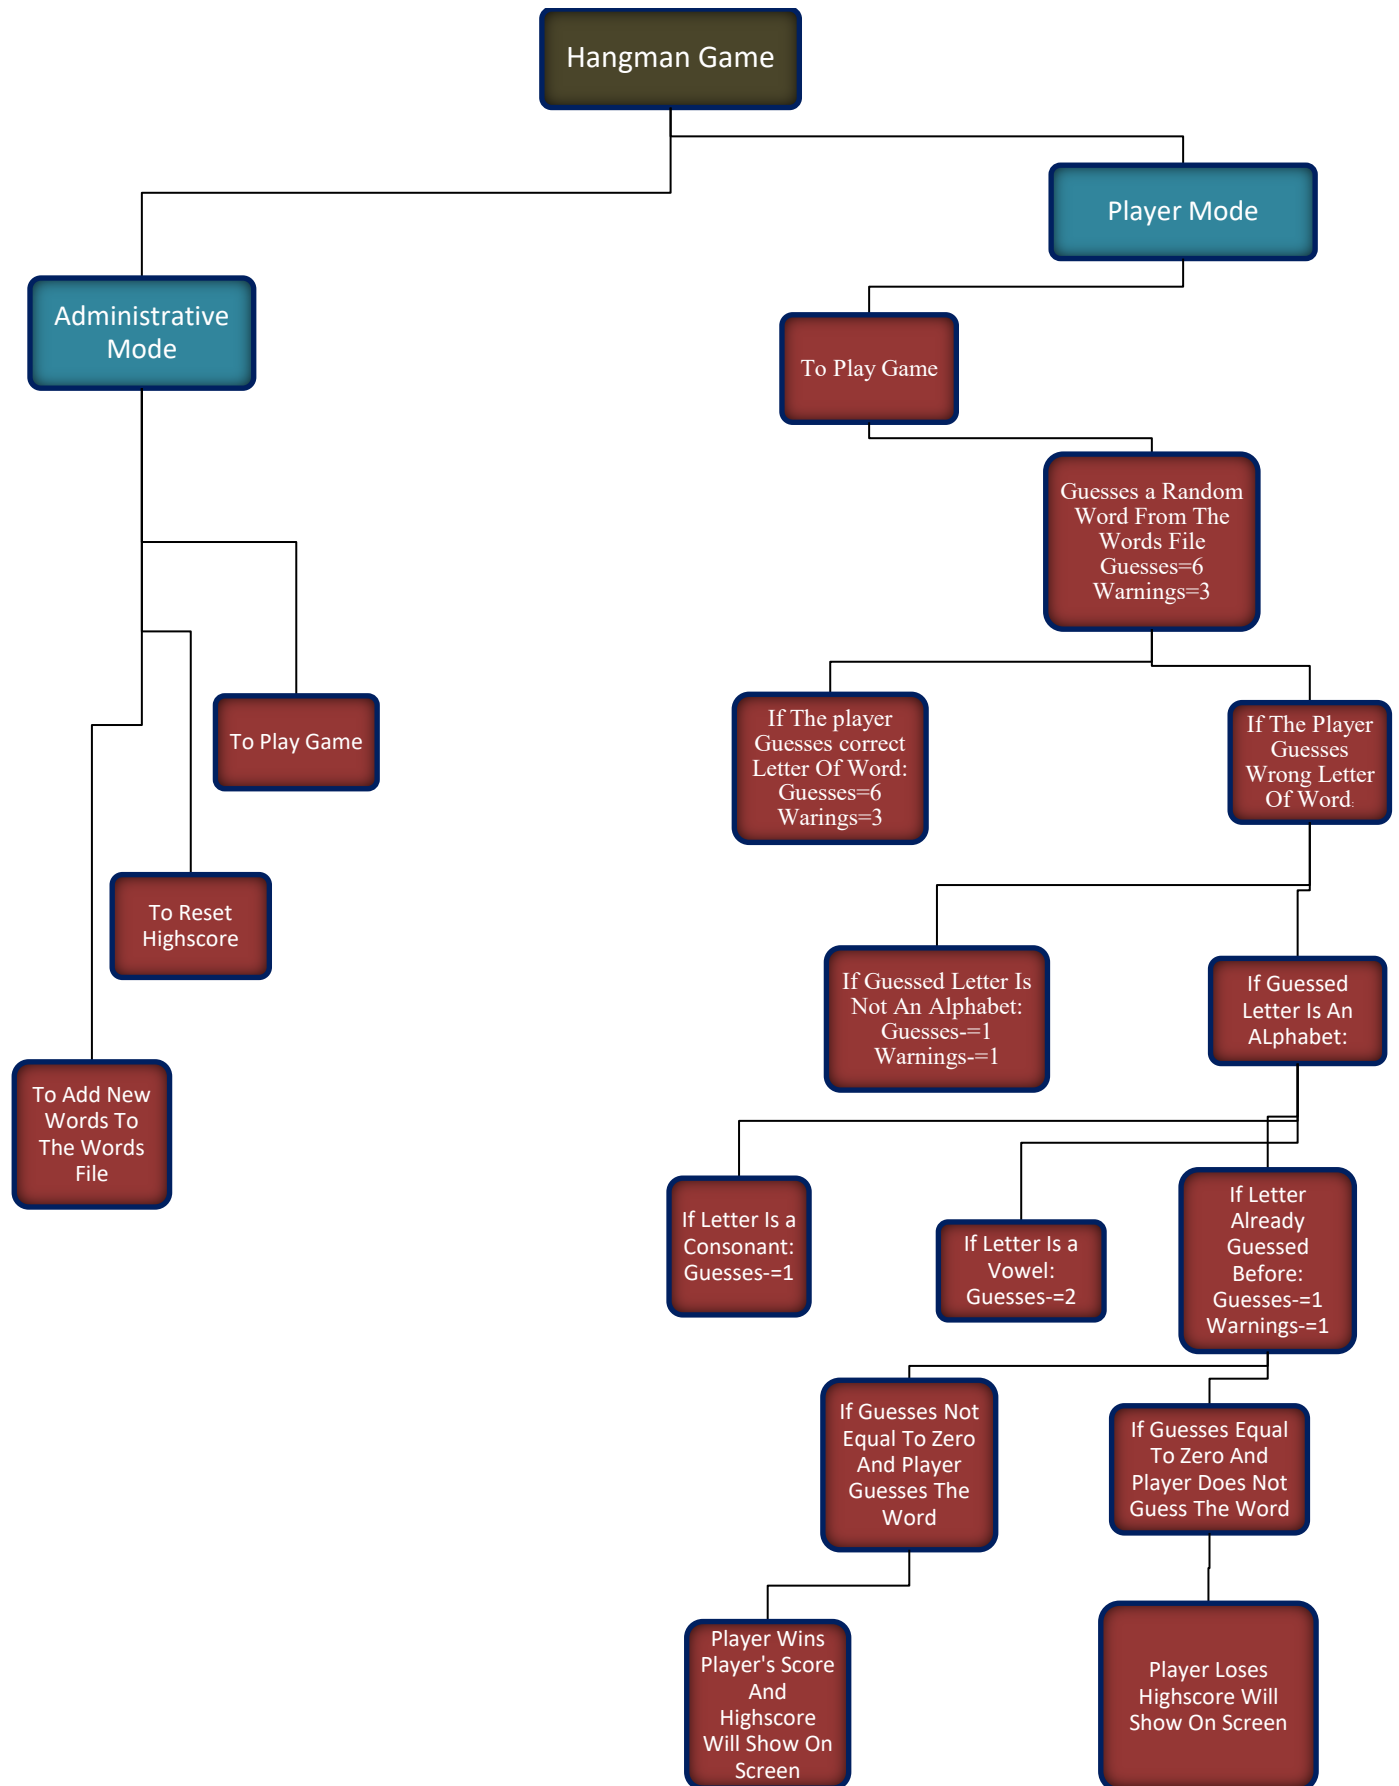 Hangman Game
Player Mode
Administrative
Mode
To Play Game
Guesses a Random
Word From The
Words File
Guesses=6
Warnings=3
To Play Game
If The player
Guesses correct
Letter Of Word:
Guesses=6
Warings=3
If The Player
Guesses
Wrong Letter
Of Word:
To Reset
Highscore
If Guessed Letter Is
Not An Alphabet:
Guesses-=1
Warnings-=1
If Guessed
Letter Is An
ALphabet:
To Add New
Words To
The Words
File
If Letter Is a
Consonant:
Guesses-=1
If Letter Is a
Vowel:
Guesses-=2
If Letter
Already
Guessed
Before:
Guesses-=1
Warnings-=1
If Guesses Not
Equal To Zero
And Player
Guesses The
Word
If Guesses Equal
To Zero And
Player Does Not
Guess The Word
Player Wins
Player's Score
And
Highscore
Will Show On
Screen
Player Loses
Highscore Will
Show On Screen